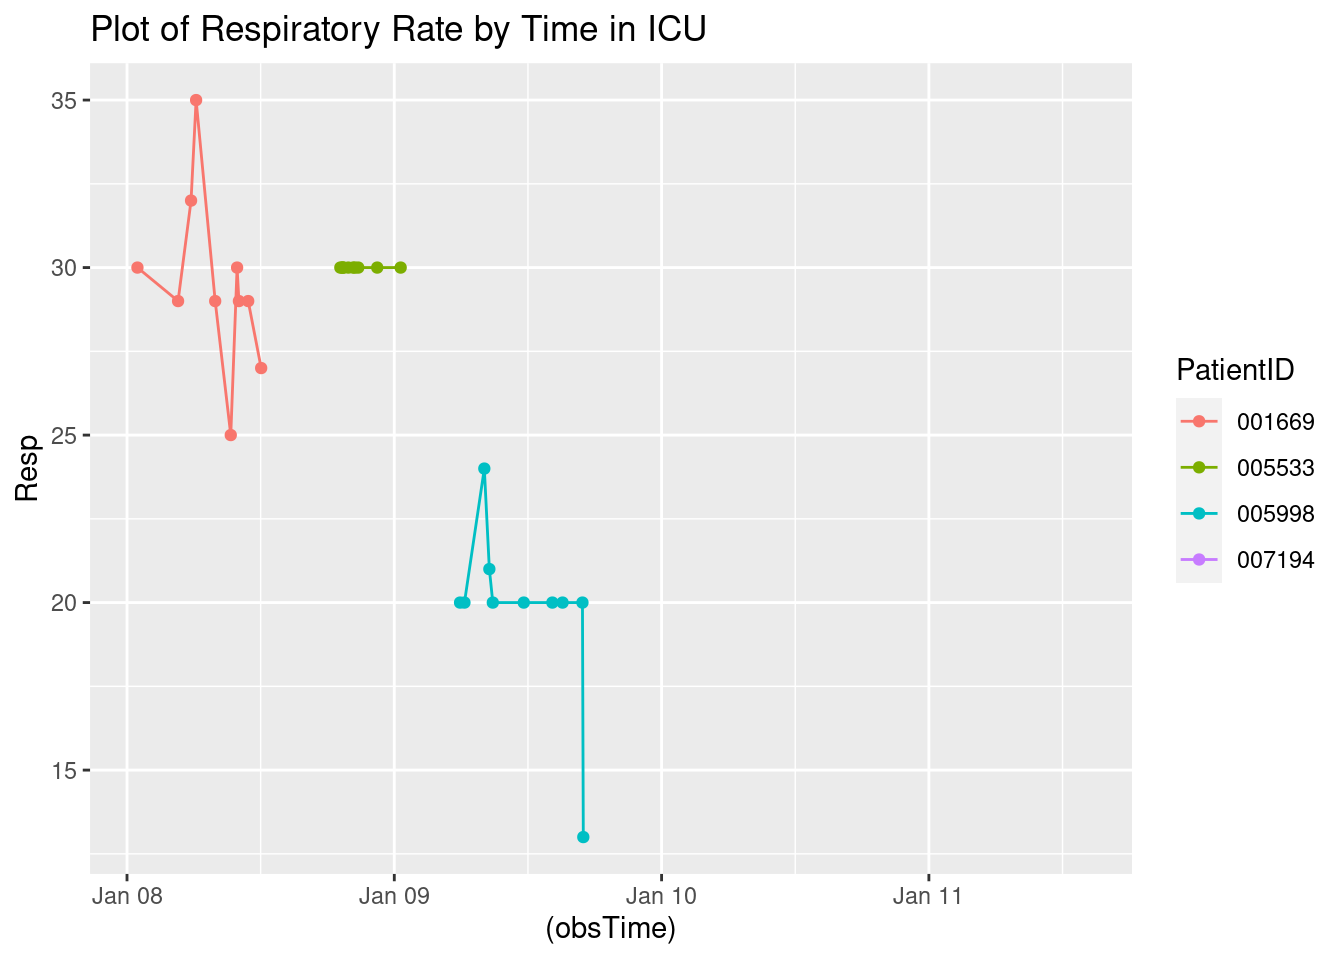 Plot of Respiratory Rate by Time in ICU
35
30
25
20
15
Resp
Jan 08
Jan 09
Jan 10
Jan 11
(obsTime)
PatientID
001669
005533
005998
007194